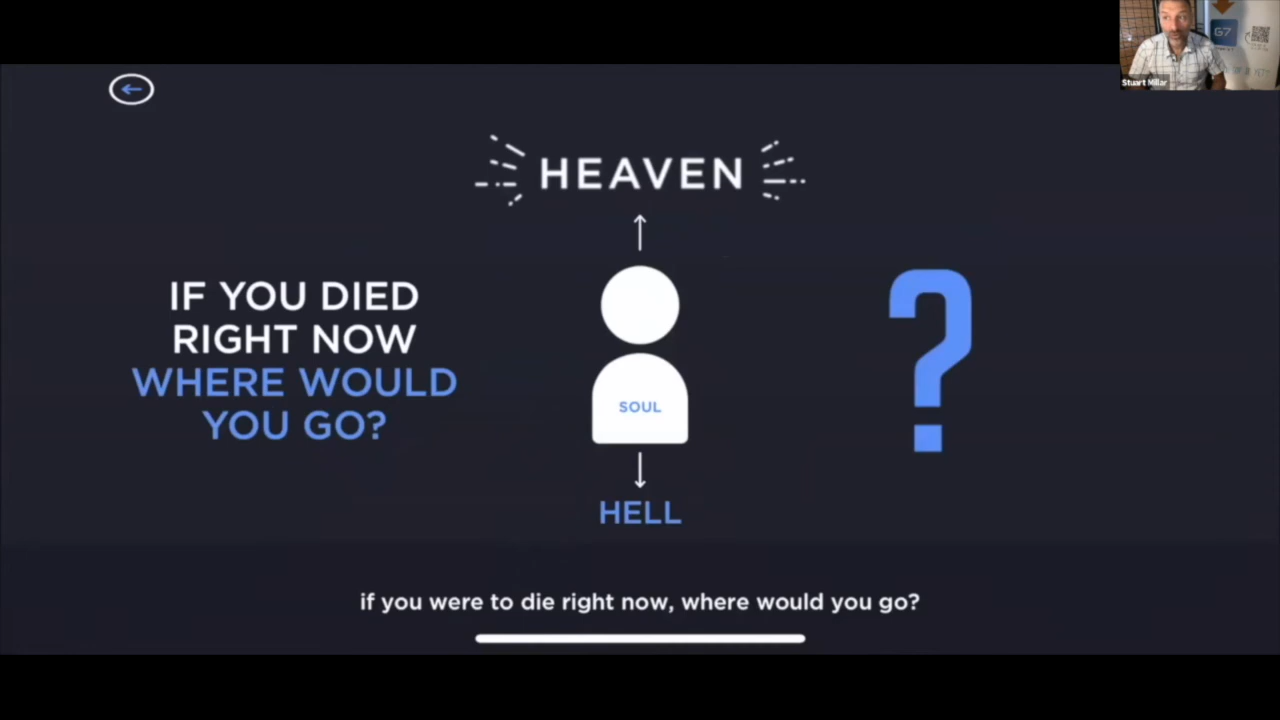 G7
Stuart Millar
HEAVEN
IF YOU DIED
RIGHT NOW
WHERE WOULD
YOU GO?
SOUL
HELL
if you were to die right now, where would you go?